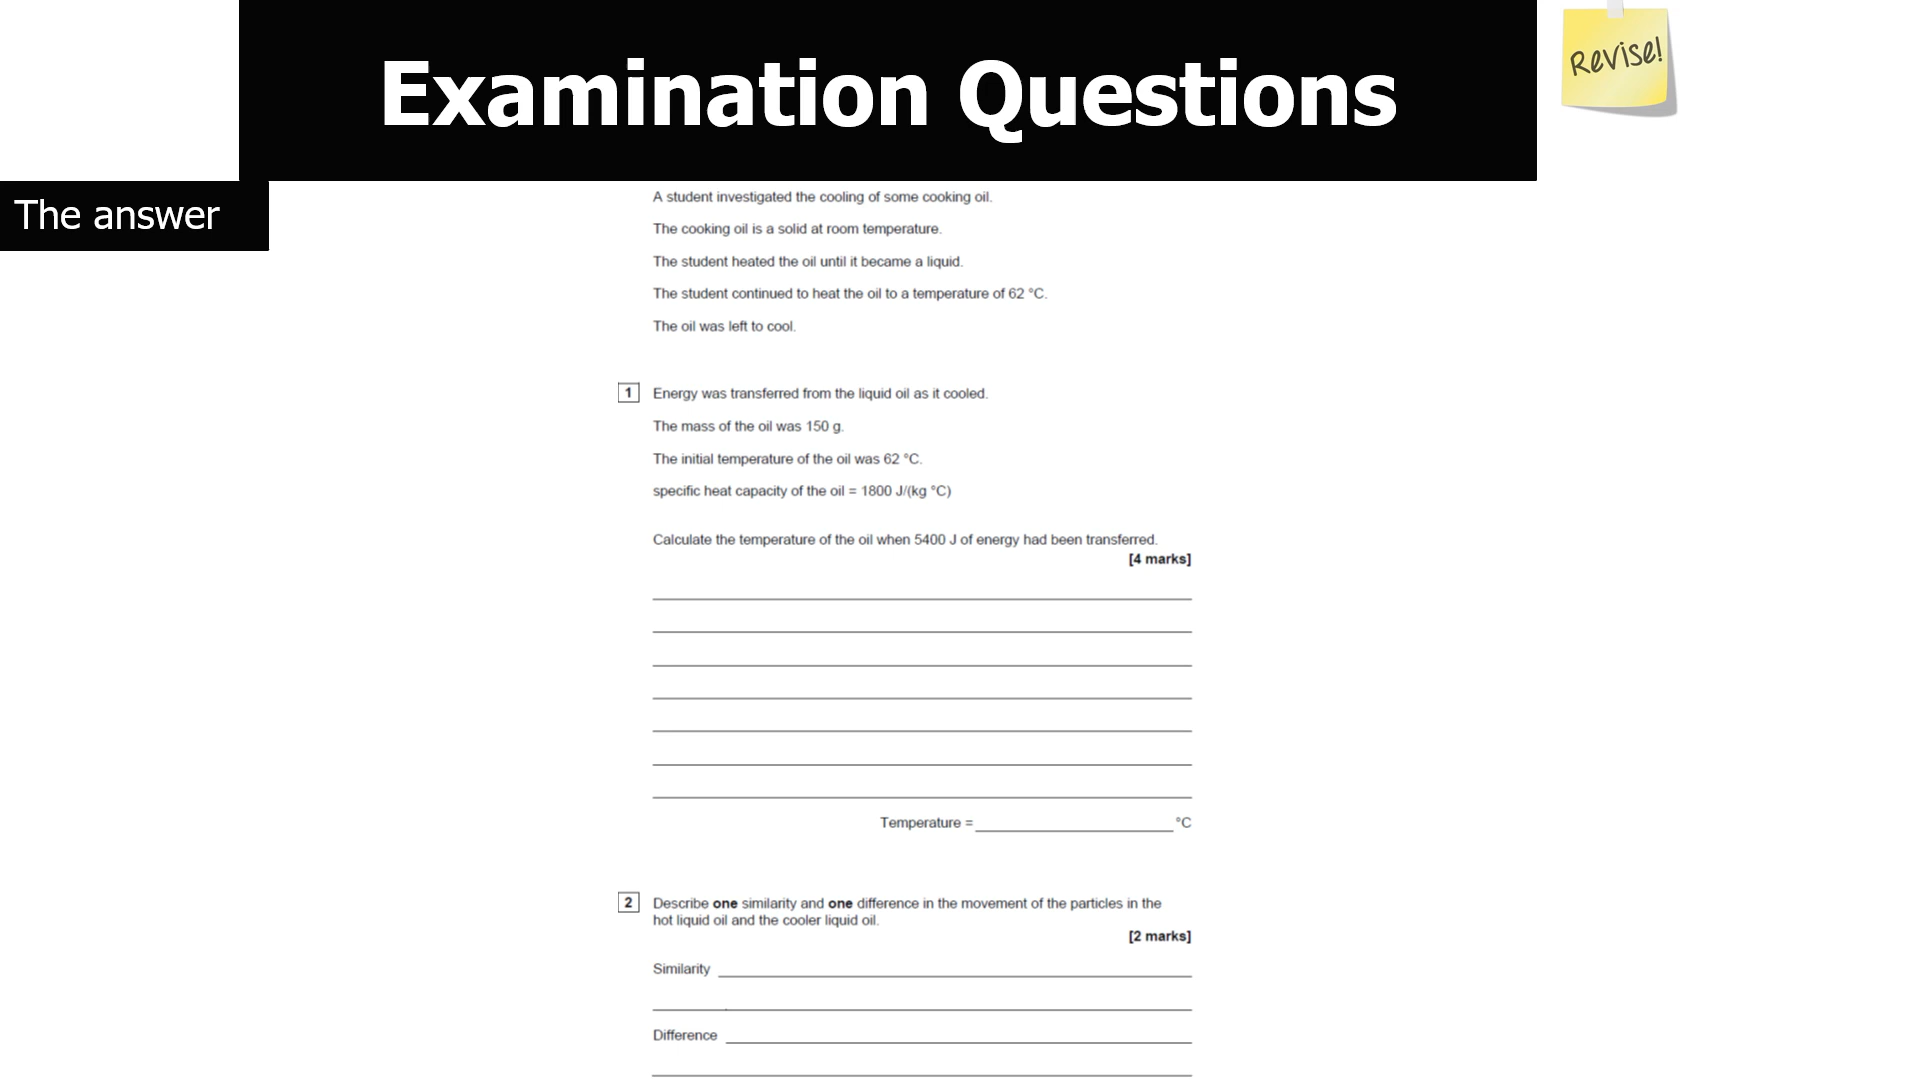 Examination Questions
Revise!
The answer
A student investigated the cooling of some cooking oil.
The cooking oil is a solid at room temperature.
The student heated the oil until it became a liquid.
The student continued to heat the oil to a temperature of 62 °C.
The oil was left to cool.
1 Energy was transferred from the liquid oil as it cooled.
The mass of the oil was 150 g.
The initial temperature of the oil was 62 °C.
specific heat capacity of the oil = 1800 J/(kg °C)
Calculate the temperature of the oil when 5400 J of energy had been transferred.
[4 marks]
Temperature = °C
2 Describe one similarity and one difference in the movement of the particles in the
hot liquid oil and the cooler liquid oil.
[2 marks]
Similarity
Difference